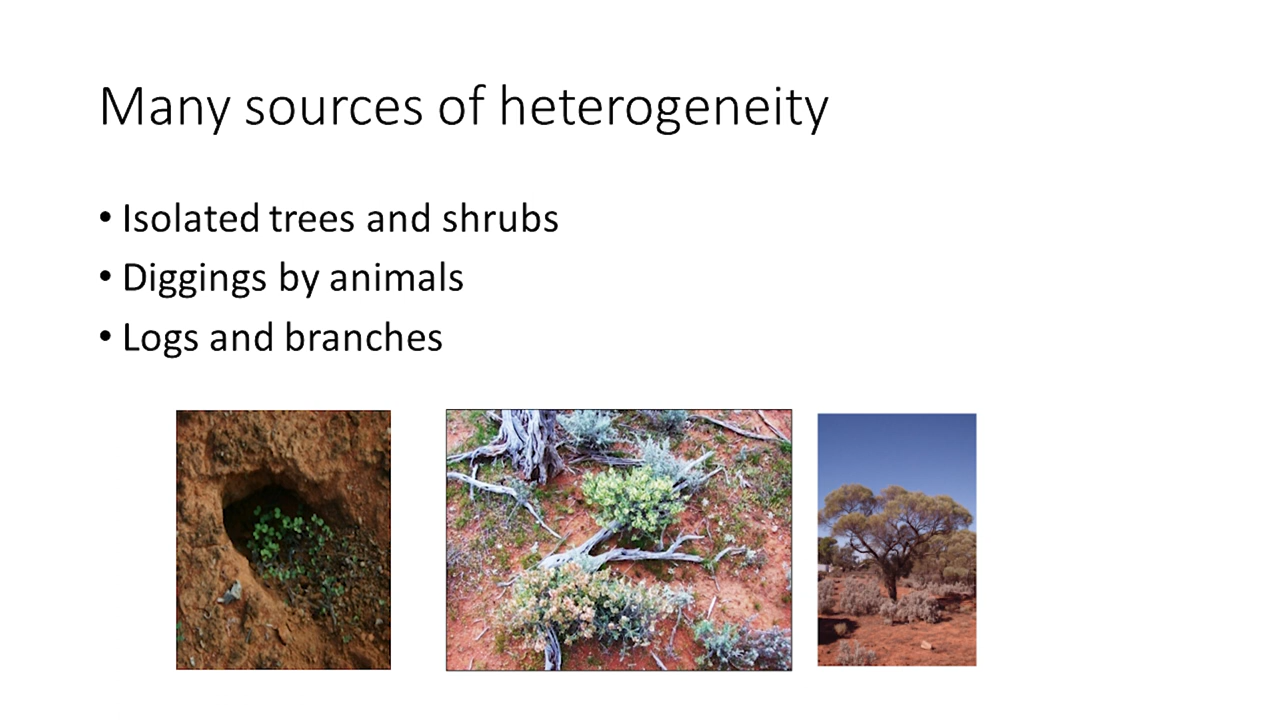 Many sources of heterogeneity
• Isolated trees and shrubs
• Diggings by animals
• Logs and branches